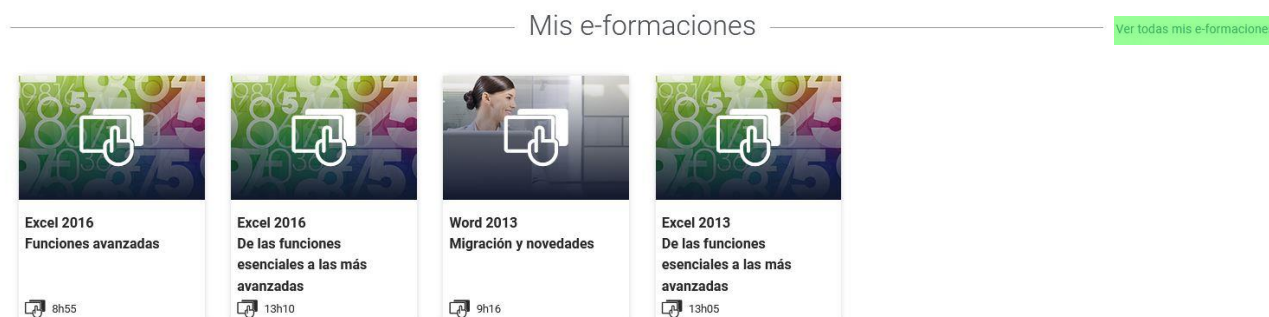 Mis e-formaciones
Ver todas mis e-formacione
Excel 2016
Funciones avanzadas
8h55
Excel 2016
De las funciones
esenciales a las más
avanzadas
13h10
Word 2013
Migración y novedades
9h16
Excel 2013
De las funciones
esenciales a las más
avanzadas
13h05